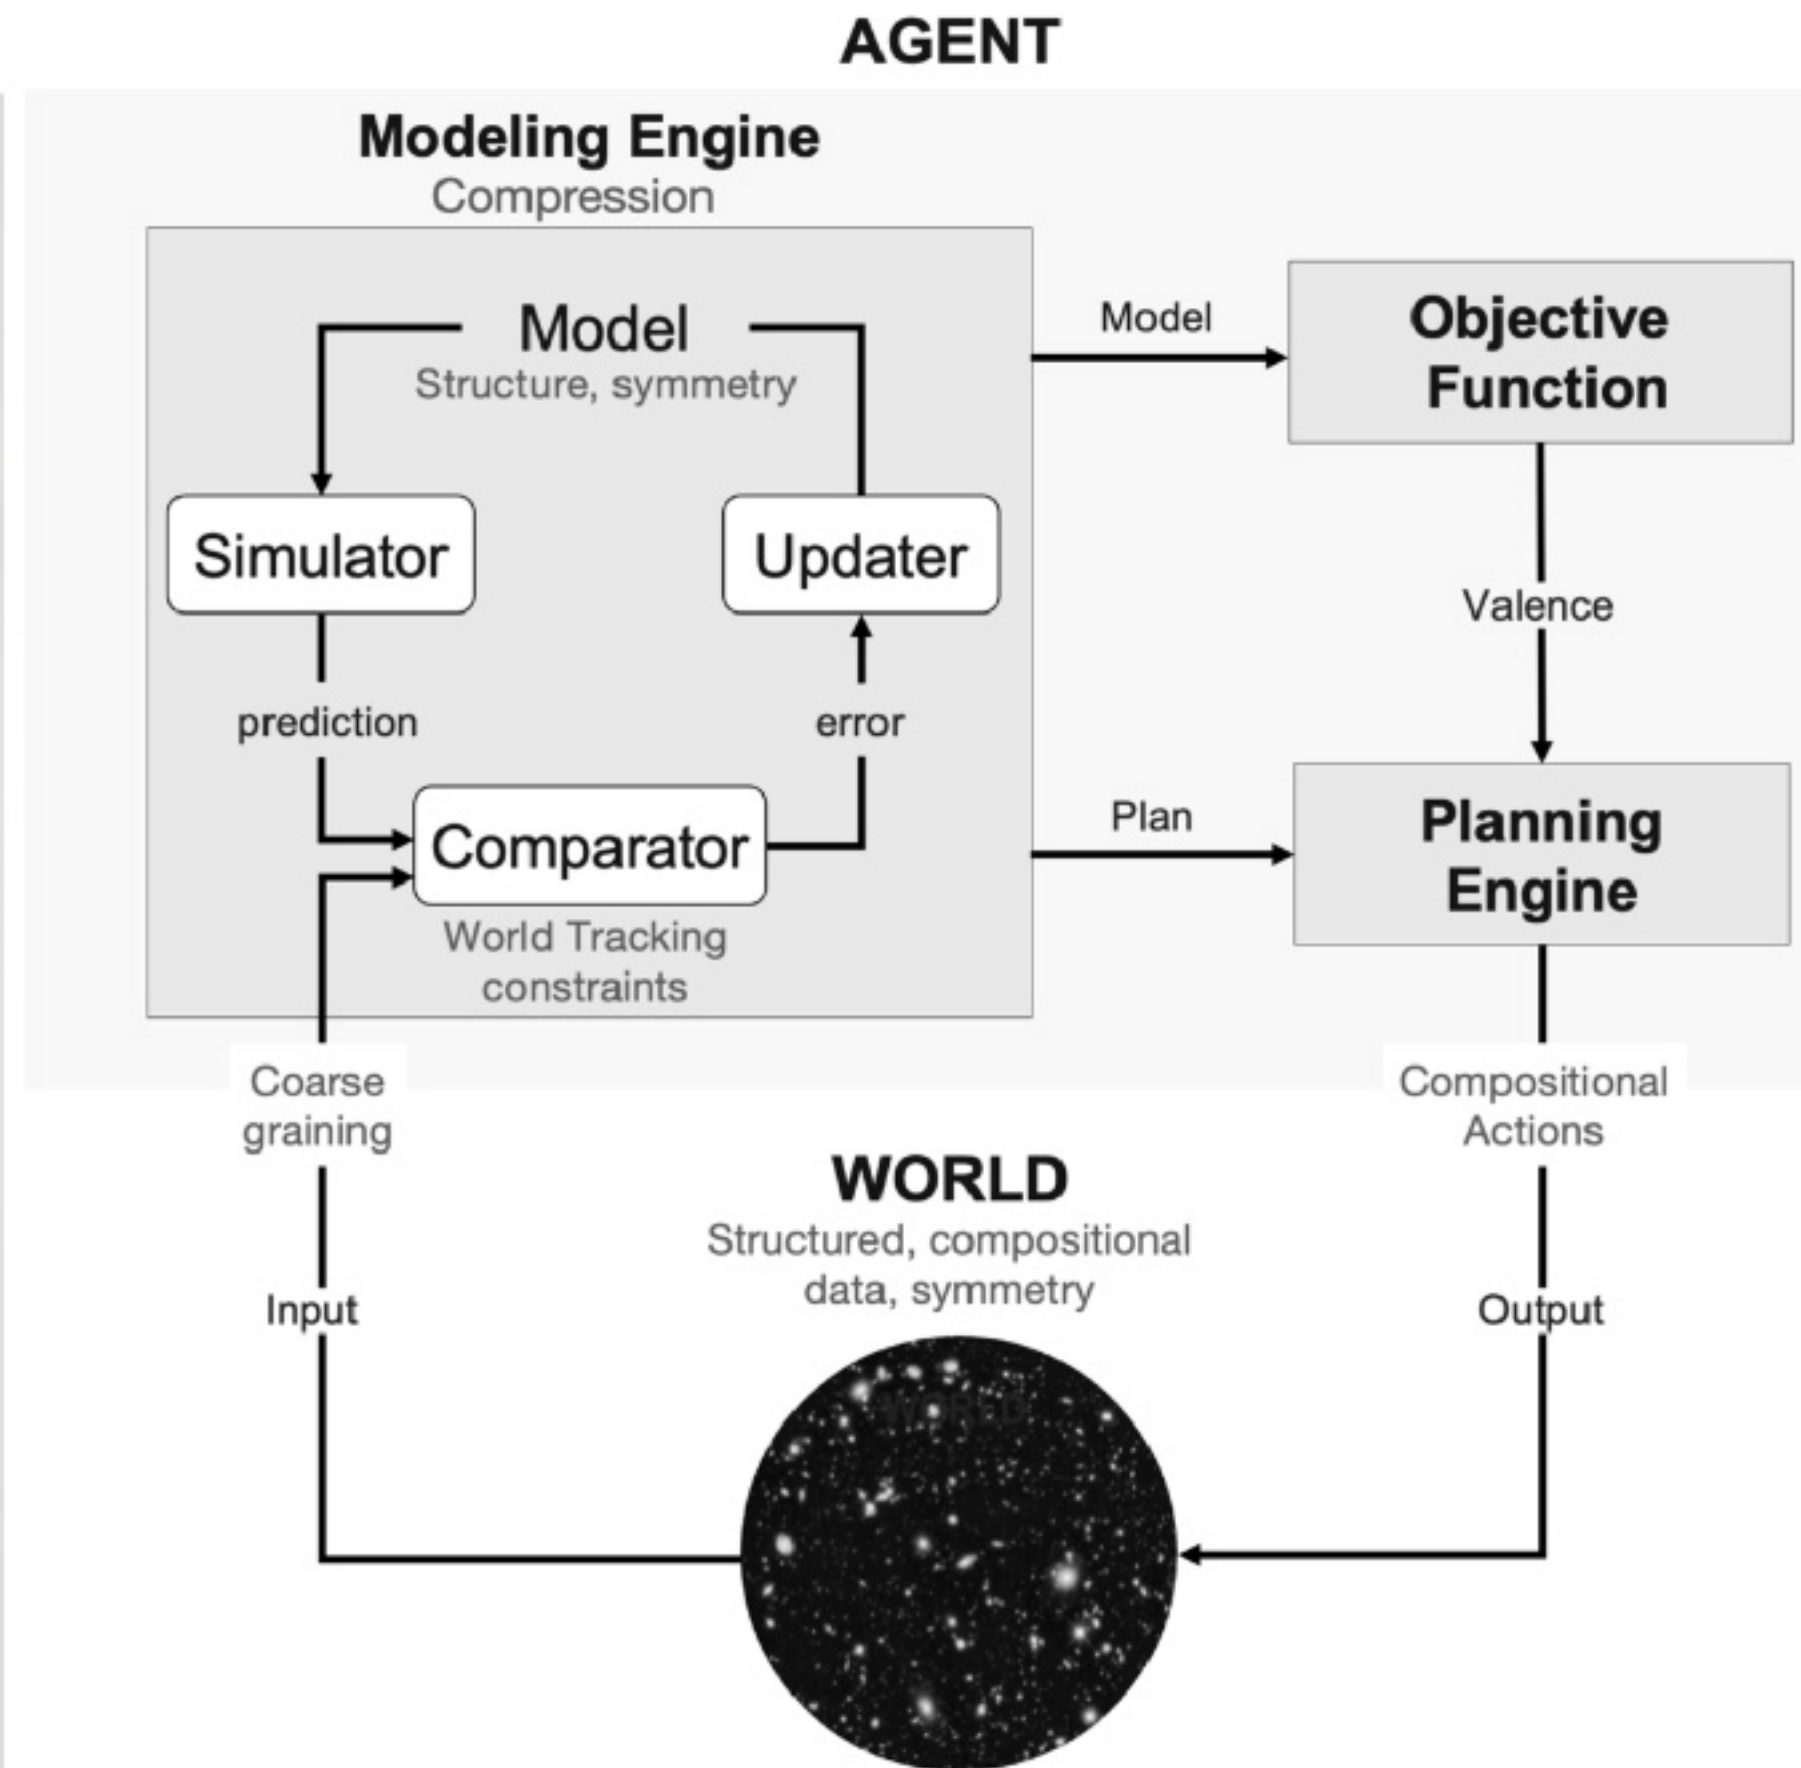 AGENT
Modeling Engine
Compression
Model
Structure, symmetry
Simulator
Updater
prediction
error
Comparator
World Tracking
constraints
Model
Objective
Function
Valence
Plan
Planning
Engine
Coarse
graining
Compositional
Actions
Input
Output
WORLD
Structured, compositional
data, symmetry
WORLD